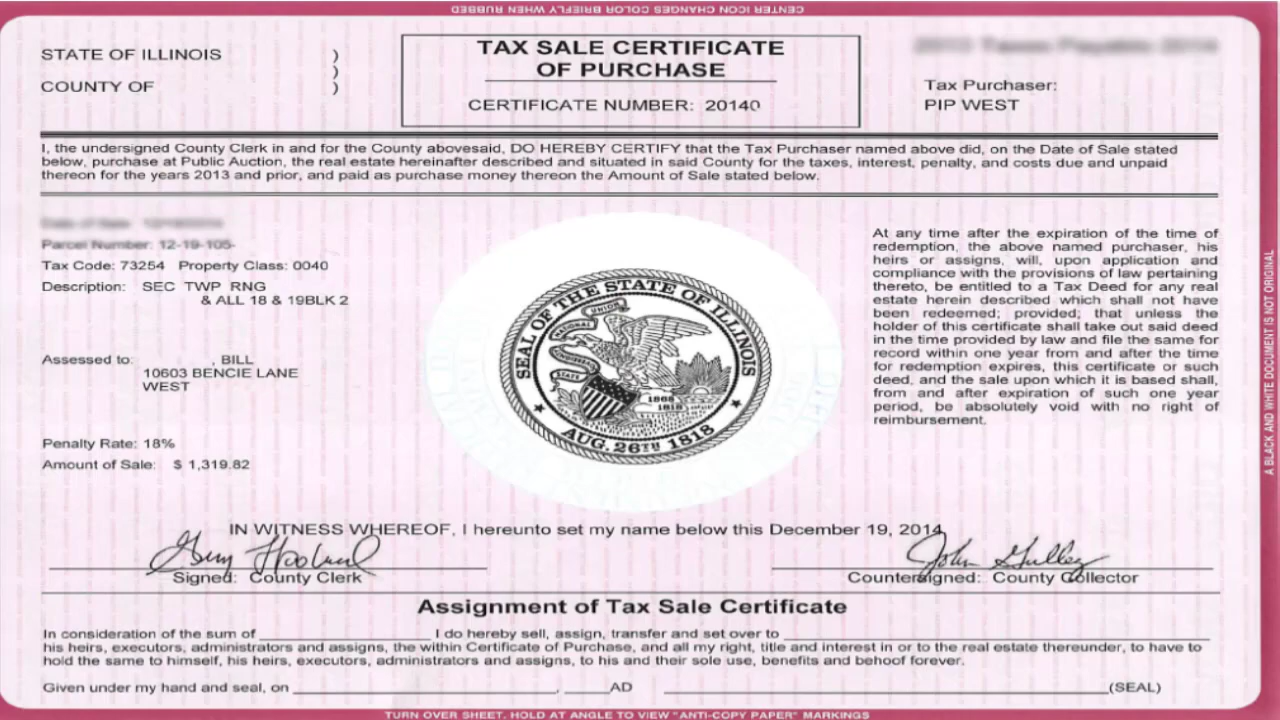 CENTER ICON CHANGES COLOR BRIEFLY WHEN RUBBED
STATE OF ILLINOIS )
)
COUNTY OF )
TAX SALE CERTIFICATE
OF PURCHASE
CERTIFICATE NUMBER: 20140
Tax Purchaser:
PIP WEST
I, the undersigned County Clerk in and for the County abovesaid, DO HEREBY CERTIFY that the Tax Purchaser named above did, on the Date of Sale stated
below, purchase at Public Auction, the real estate hereinafter described and situated in said County for the taxes, interest, penalty, and costs due and unpaid
thereon for the years 2013 and prior, and paid as purchase money thereon the Amount of Sale stated below.
Parcel Number: 12-19-105-
Tax Code: 73254 Property Class: 0040
Description: SEC TWP RNG
& ALL 18 & 19BLK 2
Assessed to: , BILL
10603 BENCIE LANE
WEST
Penalty Rate: 18%
Amount of Sale: $ 1,319.82
SEAL OF THE STATE OF ILLINOIS
STATE
NATIONAL
UNION
1868
1818
AUG. 26TH 1818
At any time after the expiration of the time of
redemption, the above named purchaser, his
heirs or assigns, will, upon application and
compliance with the provisions of law pertaining
thereto, be entitled to a Tax Deed for any real
estate herein described which shall not have
been redeemed; provided; that unless the
holder of this certificate shall take out said deed
in the time provided by law and file the same for
record within one year from and after the time
for redemption expires, this certificate or such
deed, and the sale upon which it is based shall,
from and after expiration of such one year
period, be absolutely void with no right of
reimbursement.
A BLACK AND WHITE DOCUMENT IS NOT ORIGINAL
IN WITNESS WHEREOF, I hereunto set my name below this December 19, 2014
Signed: County Clerk
John Gulley
Countersigned: County Collector
Assignment of Tax Sale Certificate
In consideration of the sum of I do hereby sell, assign, transfer and set over to
his heirs, executors, administrators and assigns, the within Certificate of Purchase, and all my right, title and interest in or to the real estate thereunder, to have to
hold the same to himself, his heirs, executors, administrators and assigns, to his and their sole use, benefits and behoof forever.
Given under my hand and seal, on , AD (SEAL)
TURN OVER SHEET. HOLD AT ANGLE TO VIEW "ANTI-COPY PAPER" MARKINGS